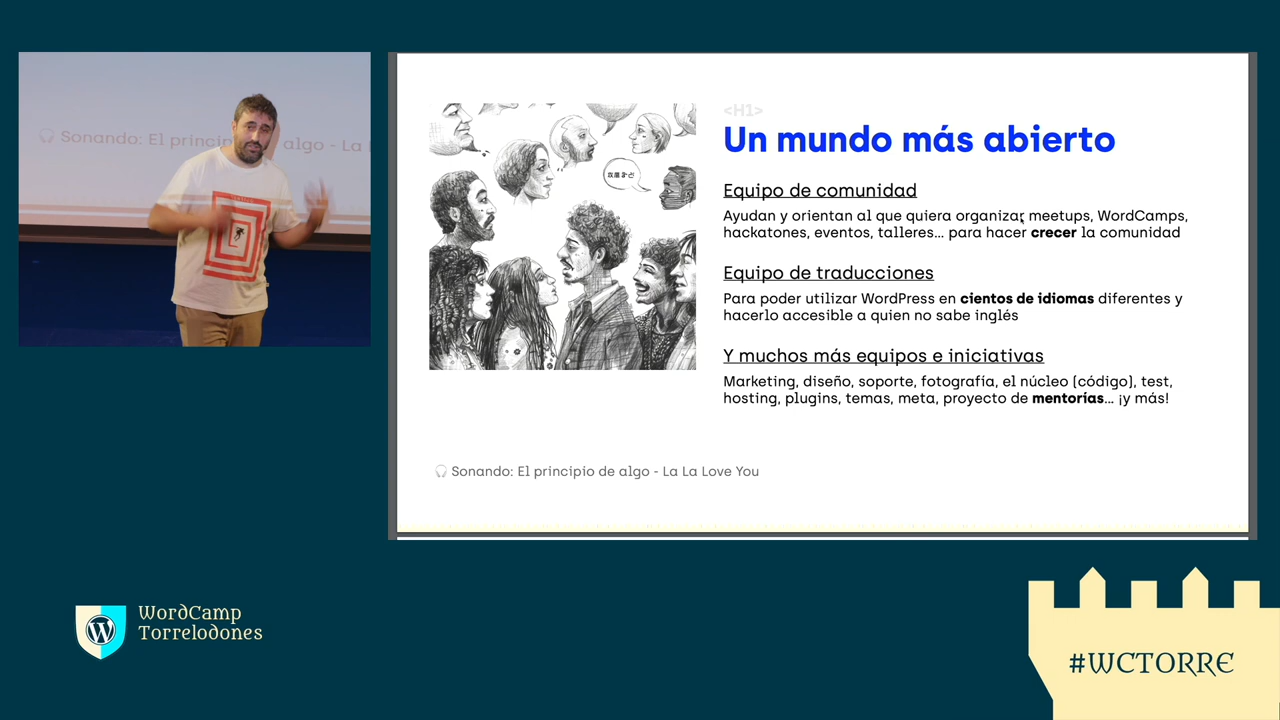 Sonando: El princip algo - La L
<H1>
Un mundo más abierto
Equipo de comunidad
Ayudan y orientan al que quiera organizar meetups, WordCamps,
hackatones, eventos, talleres... para hacer crecer la comunidad
Equipo de traducciones
Para poder utilizar WordPress en cientos de idiomas diferentes y
hacerlo accesible a quien no sabe inglés
Y muchos más equipos e iniciativas
Marketing, diseño, soporte, fotografía, el núcleo (código), test,
hosting, plugins, temas, meta, proyecto de mentorías... ¡y más!
Sonando: El principio de algo - La La Love You
WordCamp
Torrelodones
#WCTORRE